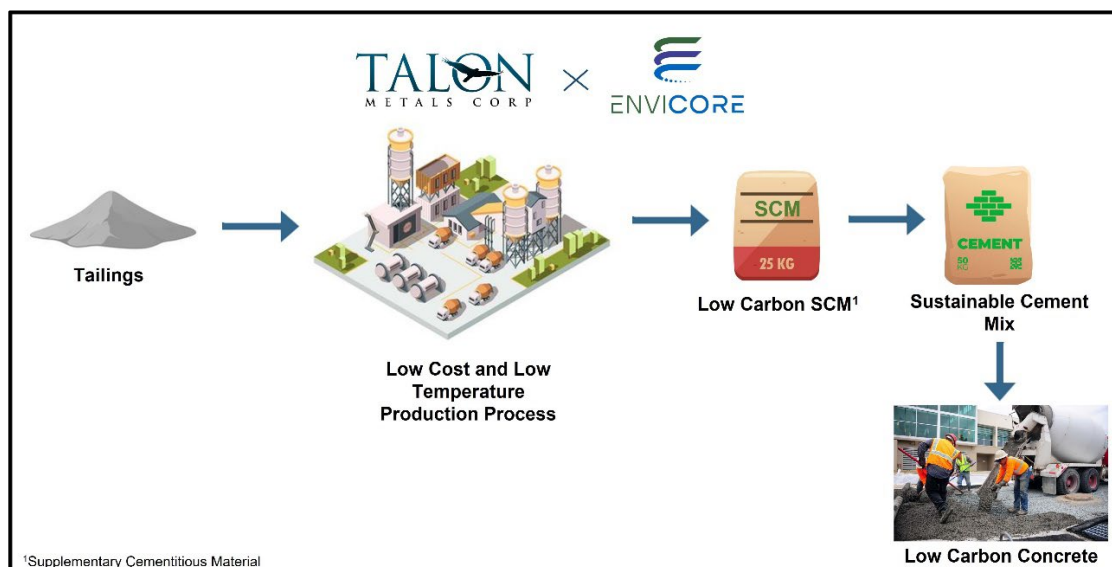 TALON
METALS CORP
×
ENVICORE
Tailings
Low Cost and Low
Temperature
Production Process
SCM
25 KG
Low Carbon SCM¹
CEMENT
50
KG
Sustainable Cement
Mix
Low Carbon Concrete
¹Supplementary Cementitious Material